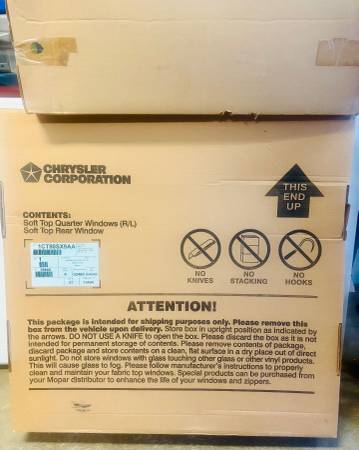 CHRYSLER
CORPORATION
THIS
END
UP
CONTENTS:
Soft Top Quarter Windows (R/L)
Soft Top Rear Window
1CT80SX9AA
NO
KNIVES
NO
STACKING
NO
HOOKS
ATTENTION!
This package is intended for shipping purposes only. Please remove this
box from the vehicle upon delivery. Store box in upright position as indicated by
the arrows. DO NOT USE A KNIFE to open the box. Please discard the box as it is not
intended for permanent storage of contents. Please remove contents of package,
discard package and store contents on a clean, flat surface in a dry place out of direct
sunlight. Do not store windows with glass touching other glass or other vinyl products.
This will cause glass to fog. Please follow manufacturer's instructions to properly
clean and maintain your fabric top windows. Special products can be purchased from
your Mopar distributor to enhance the life of your windows and zippers.